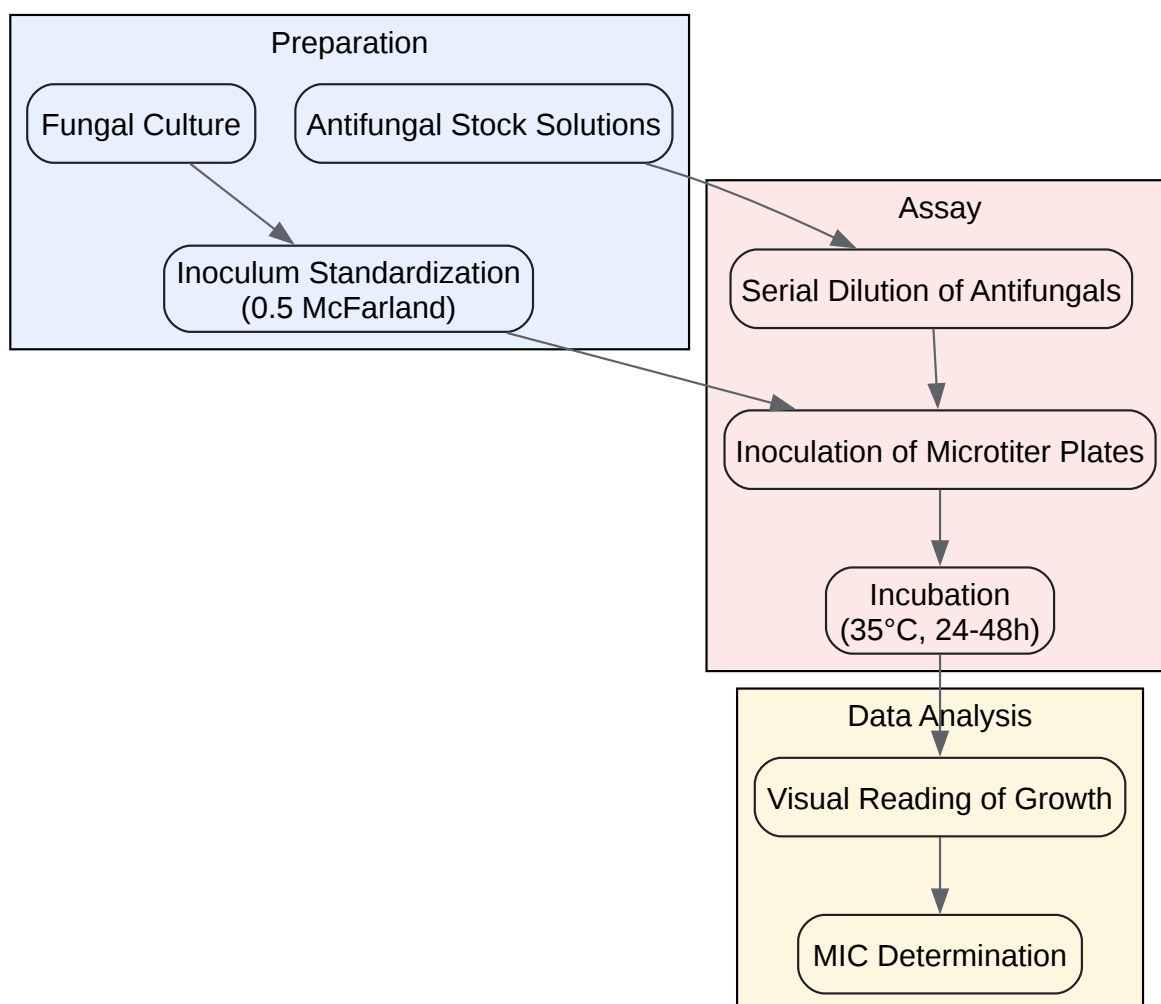 Preparation
Fungal Culture
Antifungal Stock Solutions
Inoculum Standardization
(0.5 McFarland)
Assay
Serial Dilution of Antifungals
Inoculation of Microtiter Plates
Incubation
(35°C, 24-48h)
Data Analysis
Visual Reading of Growth
MIC Determination